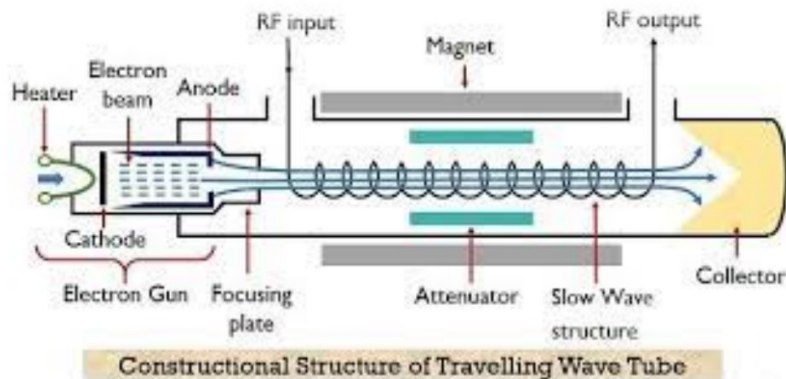 RF input
RF output
Magnet
Electron
beam
Anode
Heater
Cathode
Electron Gun
Focusing
plate
Attenuator
Slow Wave
structure
Collector
Constructional Structure of Travelling Wave Tube